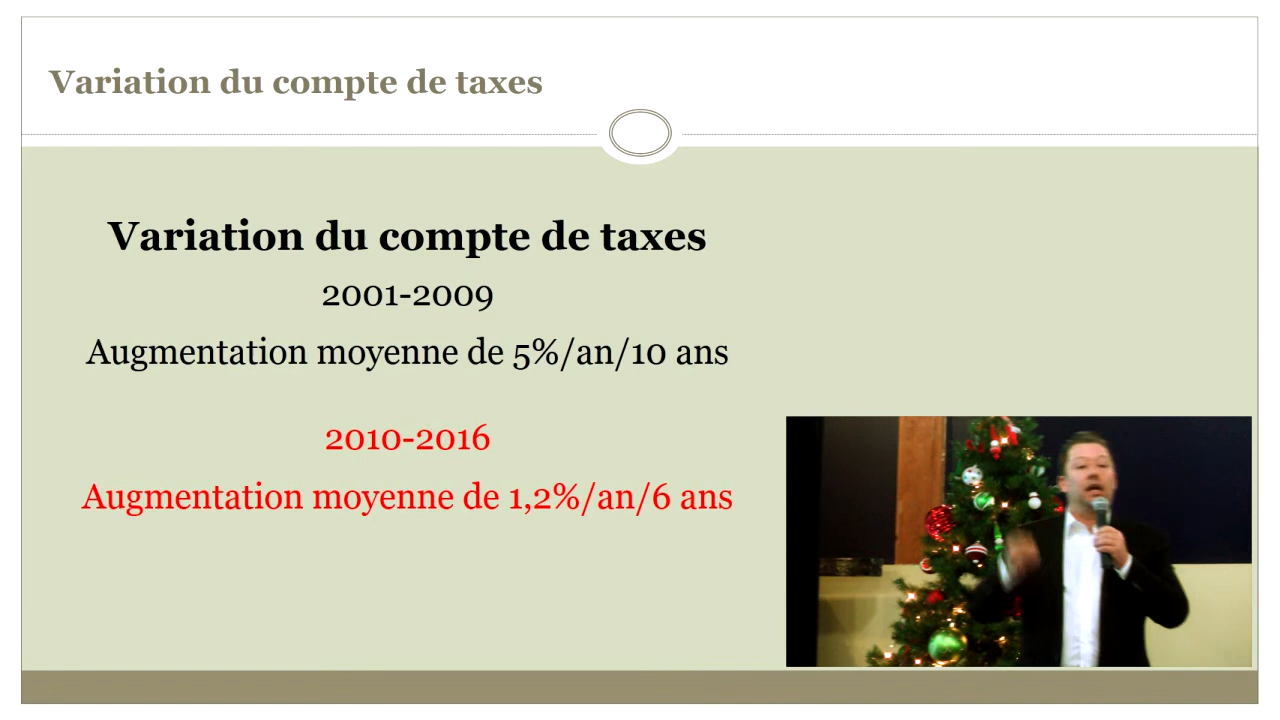 Variation du compte de taxes
Variation du compte de taxes
2001-2009
Augmentation moyenne de 5%/an/10 ans
2010-2016
Augmentation moyenne de 1,2%/an/6 ans